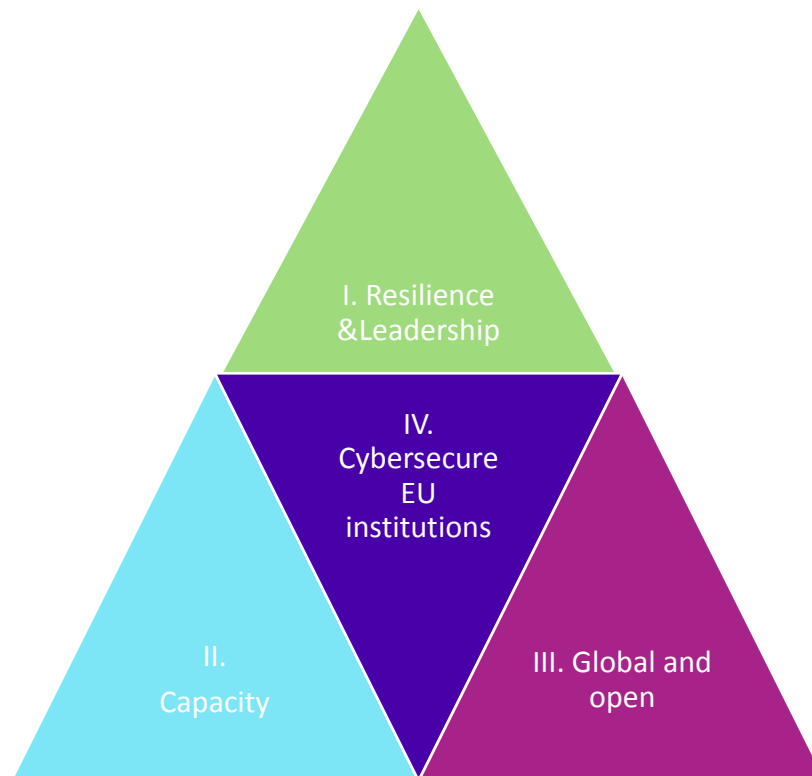 I. Resilience
&Leadership
IV.
Cybersecure
EU
institutions
II.
Capacity
III. Global and
open